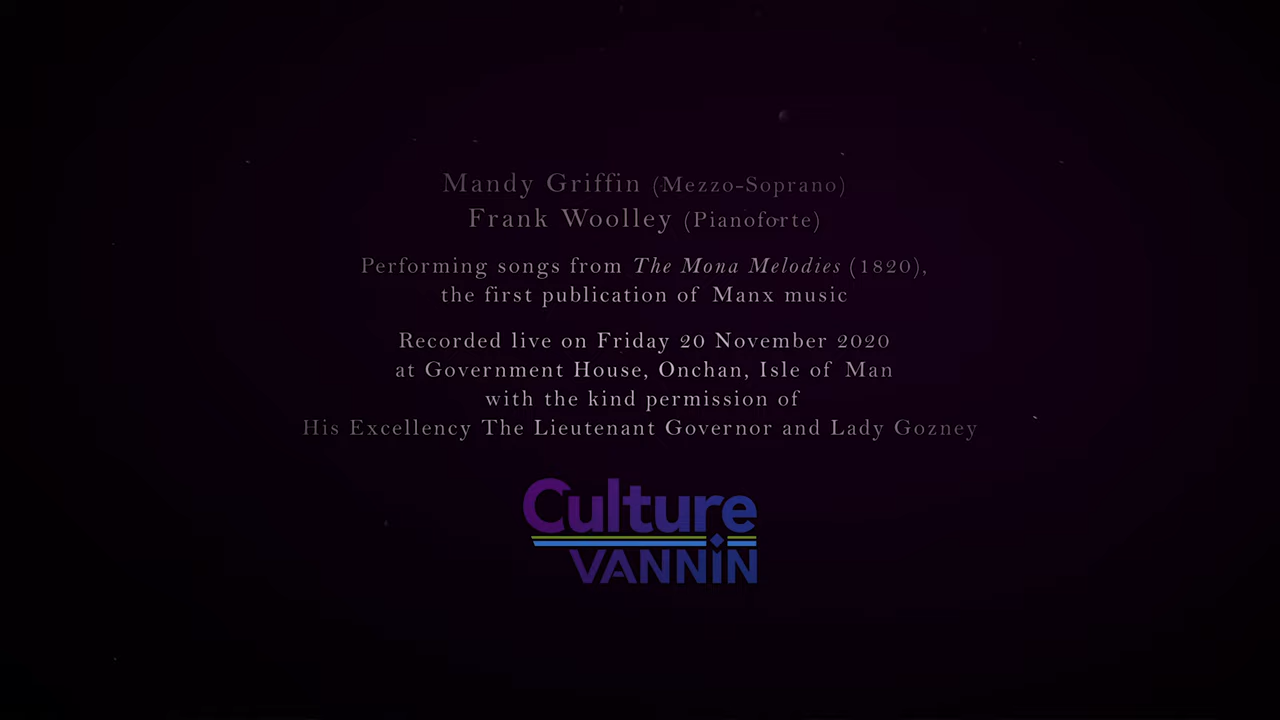 Mandy Griffin (Mezzo-Soprano)
Frank Woolley (Pianoforte)
Performing songs from The Mona Melodies (1820),
the first publication of Manx music
Recorded live on Friday 20 November 2020
at Government House, Onchan, Isle of Man
with the kind permission of
His Excellency The Lieutenant Governor and Lady Gozney
Culture
VANNIN